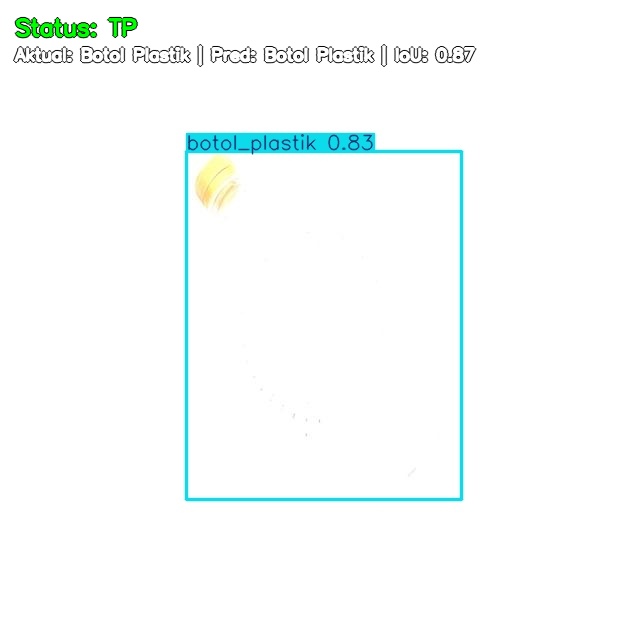 Status: TP
Aktual: Botol Plastik | Pred: Botol Plastik | IoU: 0.87
botol_plastik 0.83